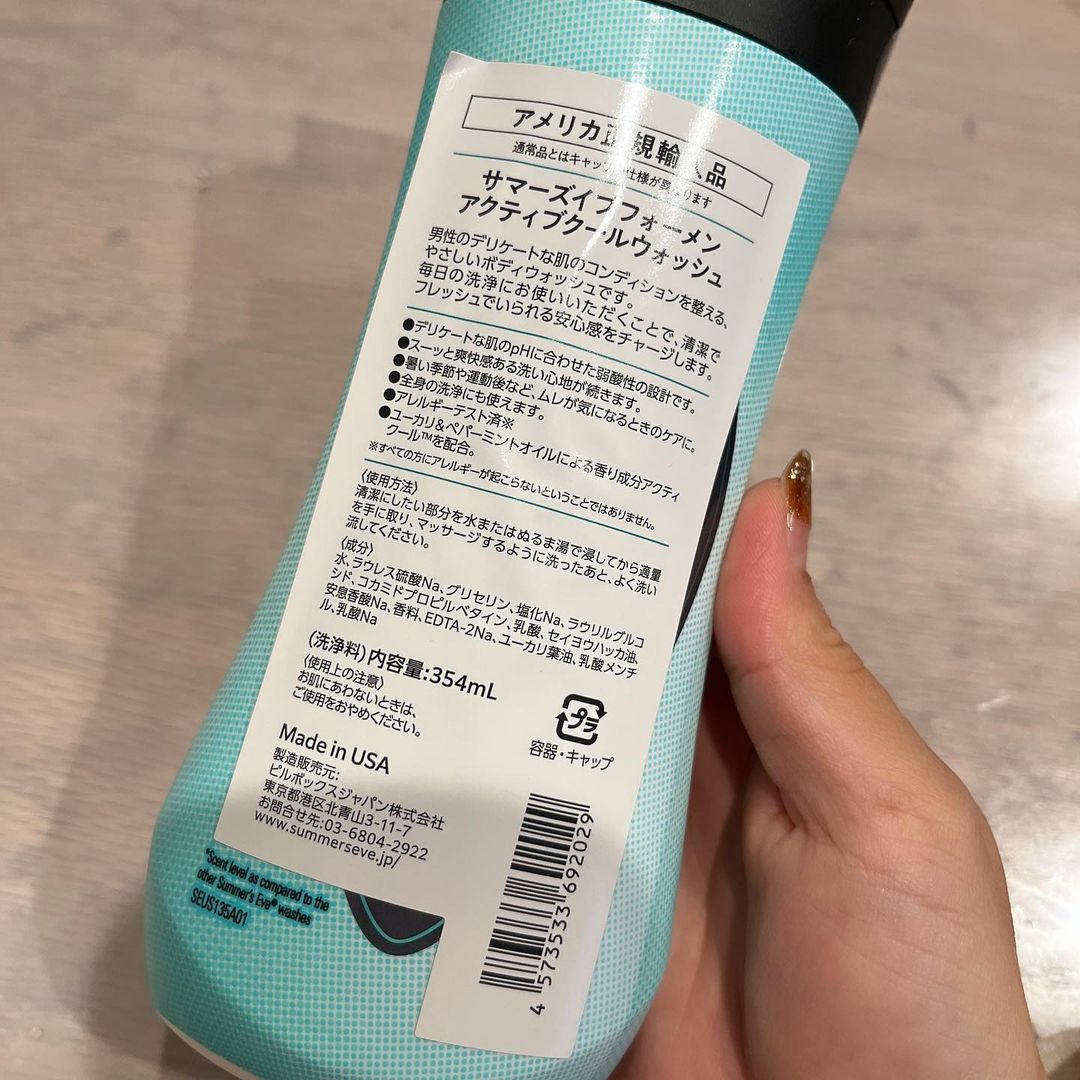 アメリカ正規輸入品
通常品とはキャップの仕様が異なります
サマーズイブフォーメン
アクティブクールウォッシュ
男性のデリケートな肌のコンディションを整える、
やさしいボディウォッシュです。
毎日の洗浄にお使いいただくことで、清潔で
フレッシュでいられる安心感をチャージします。
●デリケートな肌のpHに合わせた弱酸性の設計です。
●スーッと爽快感ある洗い心地が続きます。
●暑い季節や運動後など、ムレが気になるときのケアに。
●全身の洗浄にも使えます。
●アレルギーテスト済※
●ユーカリ&ペパーミントオイルによる香り成分アクティ
クール™を配合。
※すべての方にアレルギーが起こらないということではありません。
〈使用方法〉
清潔にしたい部分を水またはぬるま湯で浸してから適量
を手に取り、マッサージするように洗ったあと、よく洗い
流してください。
〈成分〉
水、ラウレス硫酸Na、グリセリン、塩化Na、ラウリルグルコ
シド、コカミドプロピルベタイン、乳酸、セイヨウハッカ油、
安息香酸Na、香料、EDTA-2Na、ユーカリ葉油、乳酸メンチ
ル、乳酸Na
(洗浄料) 内容量:354mL
〈使用上の注意〉
お肌にあわないときは、
ご使用をおやめください。
プラ
容器・キャップ
Made in USA
製造販売元:
ピルボックスジャパン株式会社
東京都港区北青山3-11-7
お問合せ先:03-6804-2922
www.summerseve.jp/
4 573533 692029
*Scent level as compared to the
other Summer's Eve® washes
SEUS135A01